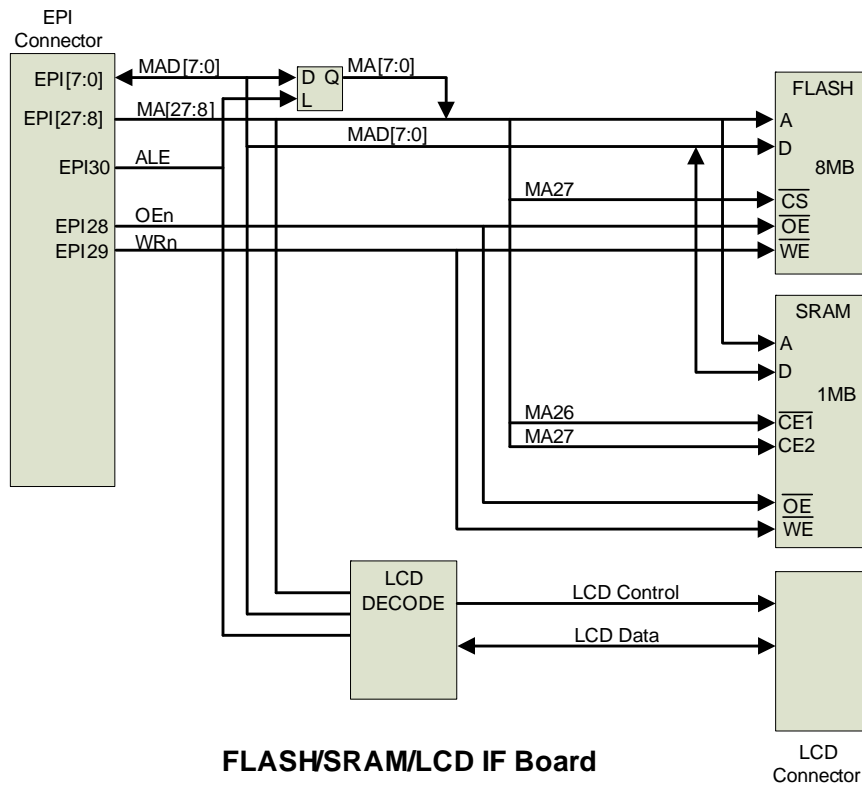 EPI
Connector
EPI[7:0]
MAD[7:0]
D Q
L
MA[7:0]
EPI[27:8]
MA[27:8]
MAD[7:0]
FLASH
A
D
8MB
EPI30
ALE
MA27
CS
EPI28
OEn
OE
EPI29
WRn
WE
SRAM
A
D
1MB
MA26
CE1
MA27
CE2
OE
WE
LCD
DECODE
LCD Control
LCD Data
FLASH/SRAM/LCD IF Board
LCD
Connector